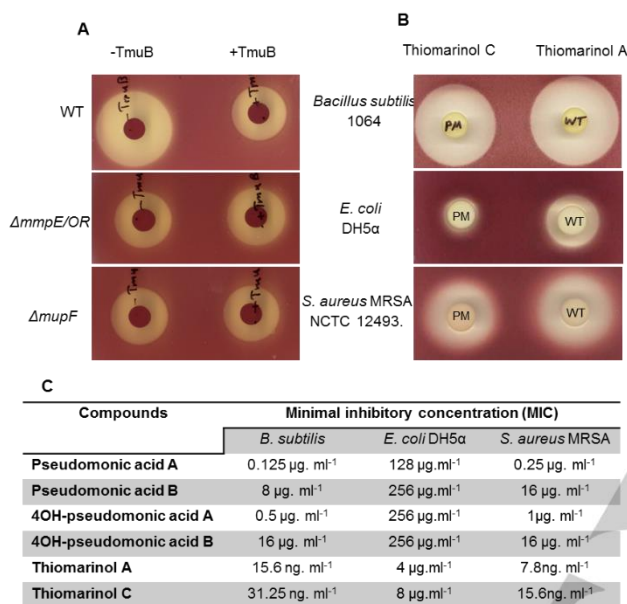 A
B
-TmuB +TmuB
Thiomarinol C Thiomarinol A
WT
-TmuB
Bacillus subtilis
1064
PM WT
ΔmmpE/OR
-Tmu
+TmuB
E. coli
DH5α
PM WT
ΔmupF
- Tmu
+Tmu
S. aureus MRSA
NCTC 12493.
PM WT
C
Compounds Minimal inhibitory concentration (MIC)
B. subtilis E. coli DH5α S. aureus MRSA
Pseudomonic acid A 0.125 µg. ml-1 128 µg.ml-1 0.25 µg. ml-1
Pseudomonic acid B 8 µg. ml-1 256 µg.ml-1 16 µg. ml-1
4OH-pseudomonic acid A 0.5 µg. ml-1 256 µg.ml-1 1µg. ml-1
4OH-pseudomonic acid B 16 µg. ml-1 256 µg.ml-1 16 µg. ml-1
Thiomarinol A 15.6 ng. ml-1 4 µg.ml-1 7.8ng. ml-1
Thiomarinol C 31.25 ng. ml-1 8 µg.ml-1 15.6ng. ml-1